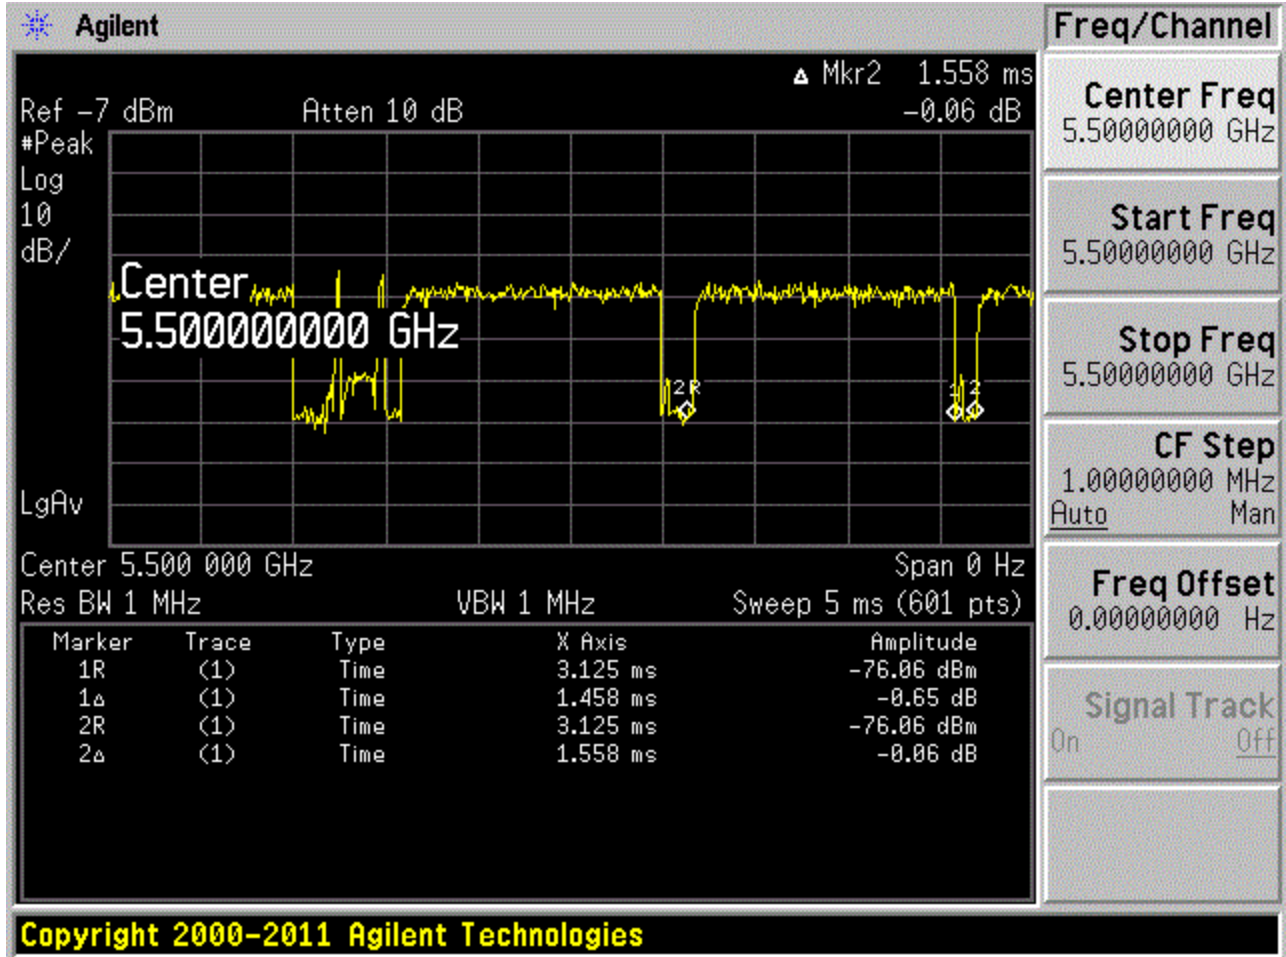 Agilent
Freq/Channel
▵ Mkr2 1.558 ms
Ref -7 dBm Atten 10 dB -0.06 dB
#Peak
Log
10
dB/
Center
5.500000000 GHz
2R
1 2
LgAv
Center 5.500 000 GHz Span 0 Hz
Res BW 1 MHz VBW 1 MHz Sweep 5 ms (601 pts)
Marker Trace Type X Axis Amplitude
1R (1) Time 3.125 ms -76.06 dBm
1▵ (1) Time 1.458 ms -0.65 dB
2R (1) Time 3.125 ms -76.06 dBm
2▵ (1) Time 1.558 ms -0.06 dB
Center Freq
5.50000000 GHz
Start Freq
5.50000000 GHz
Stop Freq
5.50000000 GHz
CF Step
1.00000000 MHz
Auto Man
Freq Offset
0.00000000 Hz
Signal Track
On Off
Copyright 2000-2011 Agilent Technologies